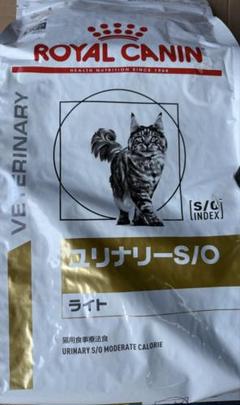 ROYAL CANIN
HEALTH NUTRITION SINCE 1968
VETERINARY
[S/O]
INDEX]
ユリナリーS/O
ライト
猫用食事療法食
URINARY S/O MODERATE CALORIE